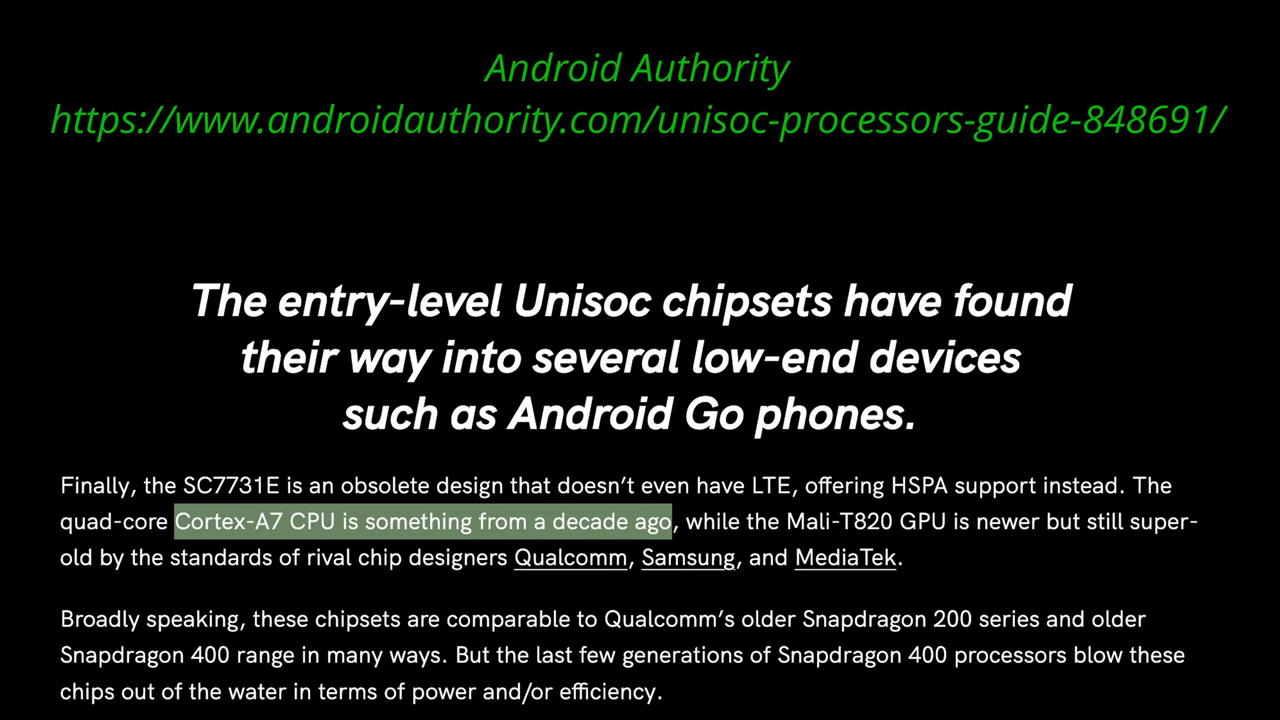 Android Authority
https://www.androidauthority.com/unisoc-processors-guide-848691/
The entry-level Unisoc chipsets have found
their way into several low-end devices
such as Android Go phones.
Finally, the SC7731E is an obsolete design that doesn’t even have LTE, offering HSPA support instead. The
quad-core Cortex-A7 CPU is something from a decade ago, while the Mali-T820 GPU is newer but still super-
old by the standards of rival chip designers Qualcomm, Samsung, and MediaTek.
Broadly speaking, these chipsets are comparable to Qualcomm’s older Snapdragon 200 series and older
Snapdragon 400 range in many ways. But the last few generations of Snapdragon 400 processors blow these
chips out of the water in terms of power and/or efficiency.